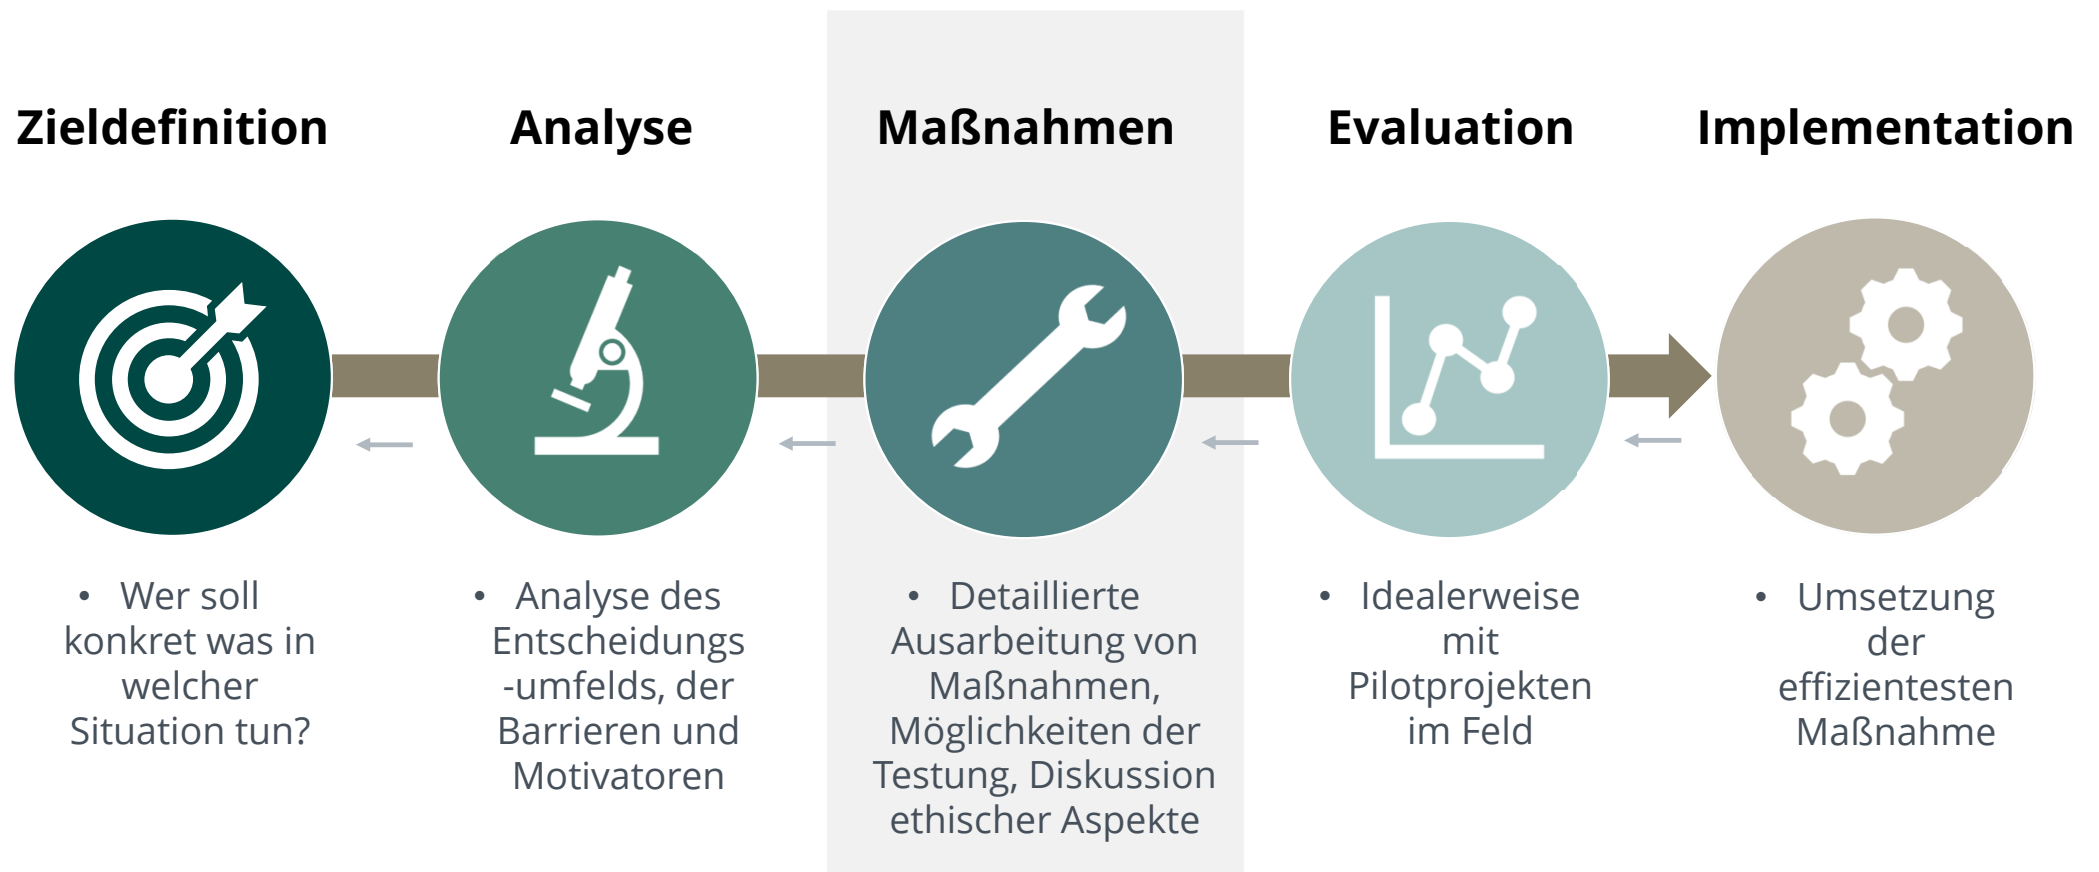 Zieldefinition
Analyse
Maßnahmen
Evaluation
Implementation
• Wer soll
konkret was in
welcher
Situation tun?
• Analyse des
Entscheidungs
-umfelds, der
Barrieren und
Motivatoren
• Detaillierte
Ausarbeitung von
Maßnahmen,
Möglichkeiten der
Testung, Diskussion
ethischer Aspekte
• Idealerweise
mit
Pilotprojekten
im Feld
• Umsetzung
der
effizientesten
Maßnahme